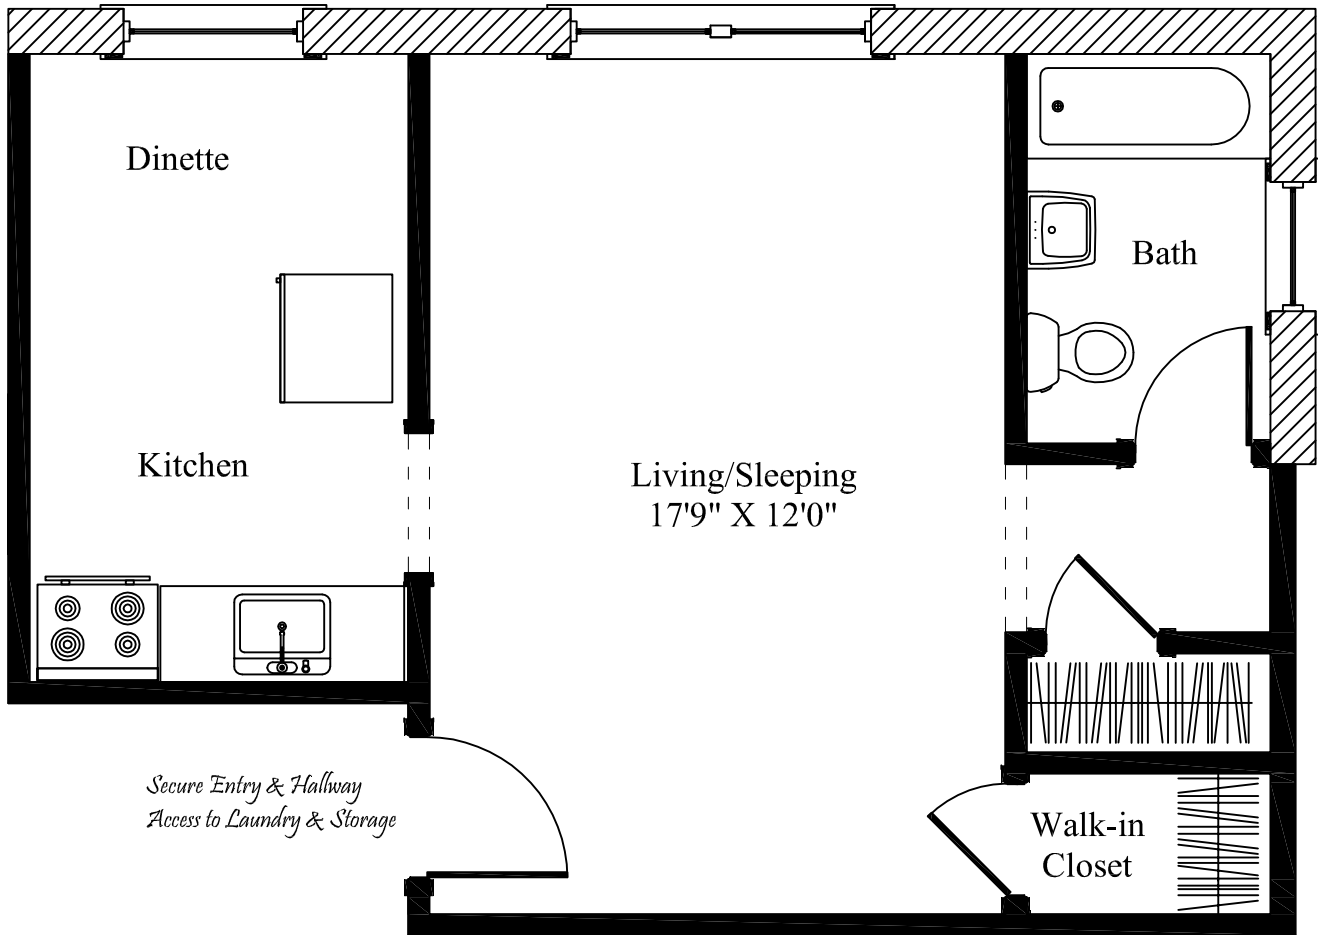 Dinette
Bath
Kitchen
Living/Sleeping
17'9" X 12'0"
Secure Entry & Hallway
Access to Laundry & Storage
Walk-in
Closet